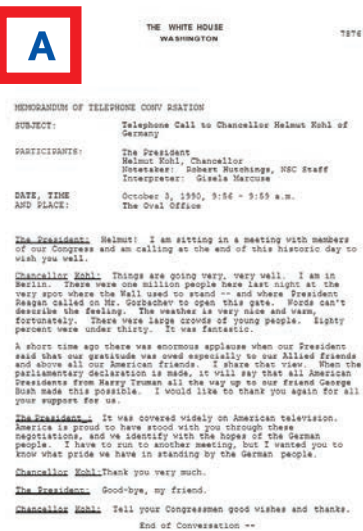 A
THE WHITE HOUSE
WASHINGTON
7876
MEMORANDUM OF TELEPHONE CONV RSATION
SUBJECT: Telephone Call to Chancellor Helmut Kohl of
Germany
PARTICIPANTS: The President
Helmut Kohl, Chancellor
Notetaker: Robert Hutchings, NSC Staff
Interpreter: Gisela Marcuse
DATE, TIME October 3, 1990, 9:56 - 9:59 a.m.
AND PLACE: The Oval Office
The President: Helmut! I am sitting in a meeting with members
of our Congress and am calling at the end of this historic day to
wish you well.
Chancellor Kohl: Things are going very, very well. I am in
Berlin. There were one million people here last night at the
very spot where the Wall used to stand -- and where President
Reagan called on Mr. Gorbachev to open this gate. Words can't
describe the feeling. The weather is very nice and warm,
fortunately. There were large crowds of young people. Eighty
percent were under thirty. It was fantastic.
A short time ago there was enormous applause when our President
said that our gratitude was owed especially to our Allied friends
and above all our American friends. I share that view. When the
parliamentary declaration is made, it will say that all American
Presidents from Harry Truman all the way up to our friend George
Bush made this possible. I would like to thank you again for all
your support for us.
The President: It was covered widely on American television.
America is proud to have stood with you through these
negotiations, and we identify with the hopes of the German
people. I have to run to another meeting, but I wanted you to
know what pride we have in standing by the German people.
Chancellor Kohl: Thank you very much.
The President: Good-bye, my friend.
Chancellor Kohl: Tell your Congressmen good wishes and thanks.
End of Conversation --